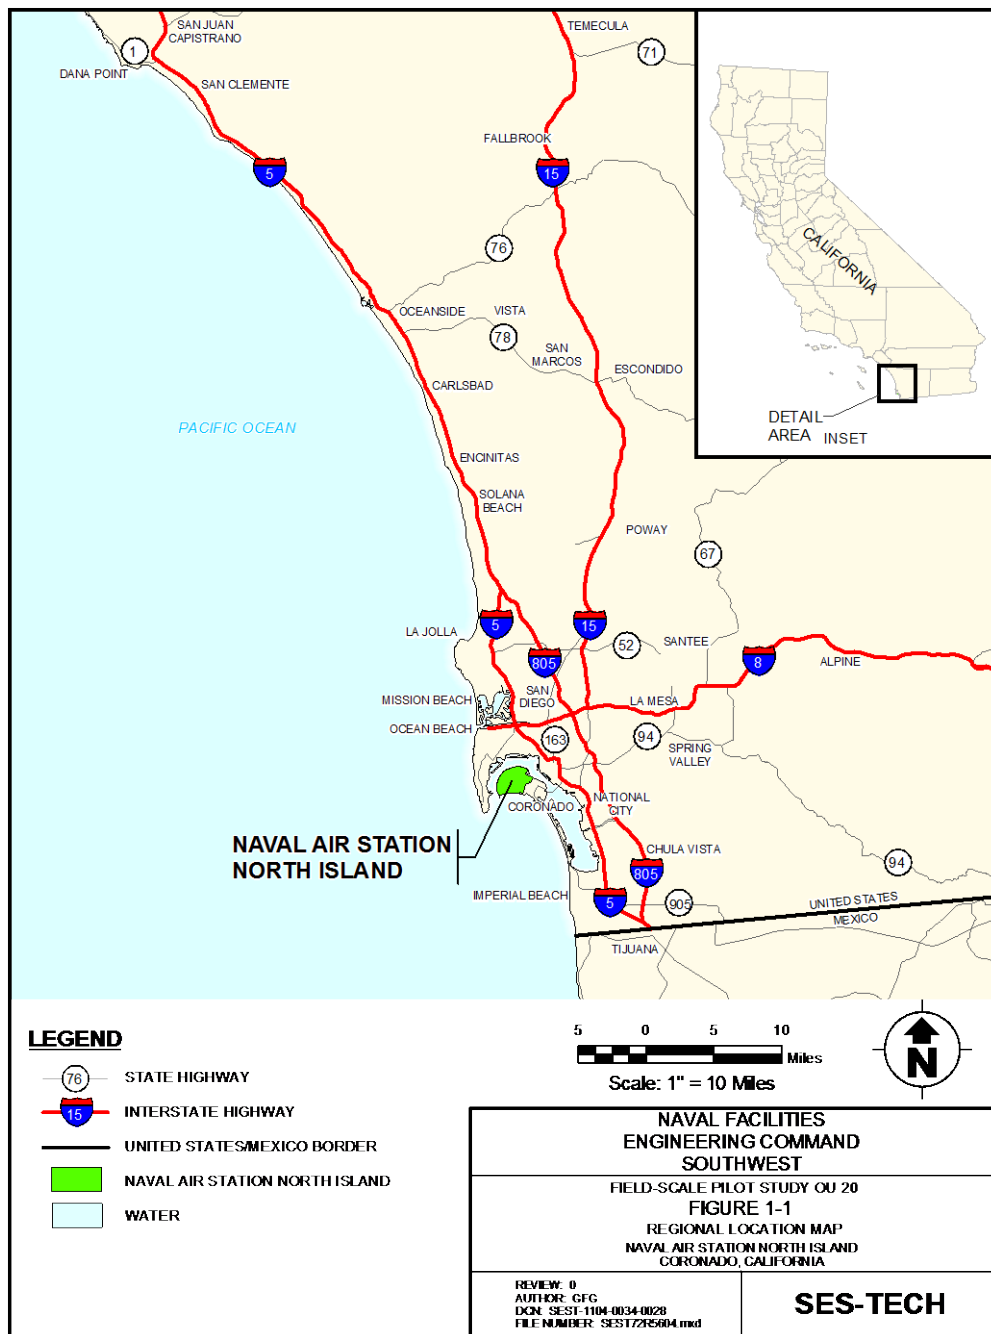 SAN JUAN
CAPISTRANO
1
DANA POINT
SAN CLEMENTE
TEMECULA
71
FALLBROOK
5
15
76
OCEANSIDE
VISTA
78
SAN
MARCOS
ESCONDIDO
CARLSBAD
PACIFIC OCEAN
ENCINITAS
SOLANA
BEACH
POWAY
67
LA JOLLA
5
15
805
52
SANTEE
8
ALPINE
MISSION BEACH
SAN
DIEGO
LA MESA
OCEAN BEACH
163
94
SPRING
VALLEY
CORONADO
NATIONAL
CITY
NAVAL AIR STATION
NORTH ISLAND
CHULA VISTA
94
805
IMPERIAL BEACH
5
905
UNITED STATES
MEXICO
TIJUANA
CALIFORNIA
DETAIL
AREA INSET
LEGEND
76 STATE HIGHWAY
15 INTERSTATE HIGHWAY
UNITED STATES/MEXICO BORDER
NAVAL AIR STATION NORTH ISLAND
WATER
5 0 5 10
Miles
Scale: 1" = 10 Miles
N
NAVAL FACILITIES
ENGINEERING COMMAND
SOUTHWEST
FIELD-SCALE PILOT STUDY OU 20
FIGURE 1-1
REGIONAL LOCATION MAP
NAVAL AIR STATION NORTH ISLAND
CORONADO, CALIFORNIA
REVIEW: 0
AUTHOR: GFG
DCN: SEST-1104-0034-0028
FILE NUMBER: SEST72R5604.mxd
SES-TECH